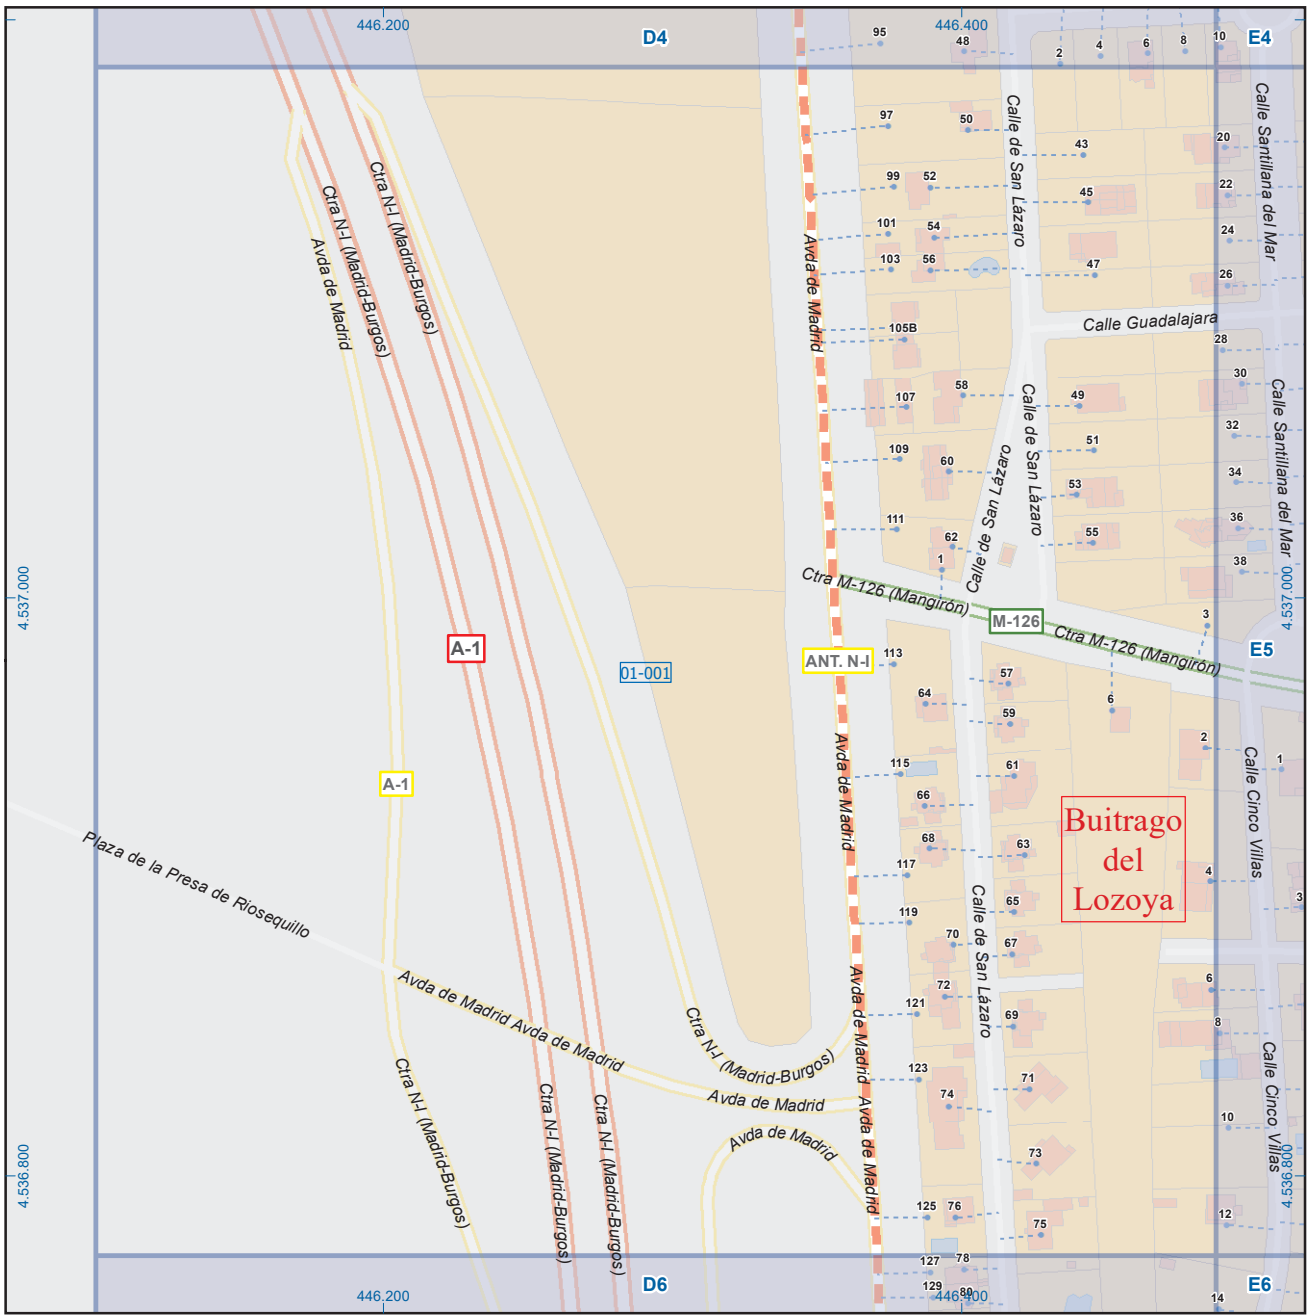 446.200
446.400
D4
E4
95
48
2
4
6
8
10
97
50
43
20
99
52
45
22
101
54
24
103
56
47
26
Calle de San Lázaro
Calle Santillana del Mar
Ctra N-I (Madrid-Burgos)
Ctra N-I (Madrid-Burgos)
Avda de Madrid
Avda de Madrid
Calle Guadalajara
105B
28
30
107
58
49
32
109
60
51
34
53
111
62
55
36
1
38
Calle de San Lázaro
Calle de San Lázaro
Calle Santillana del Mar
4.537.000
4.537.000
Ctra M-126 (Mangirón)
M-126
Ctra M-126 (Mangirón)
3
A-1
01-001
ANT. N-I
113
E5
57
64
59
6
2
1
A-1
Avda de Madrid
115
61
66
Calle Cinco Villas
Buitrago
del
Lozoya
68
63
117
4
3
65
119
70
67
Plaza de la Presa de Riosequillo
Calle de San Lázaro
72
6
121
69
8
Avda de Madrid Avda de Madrid
Ctra N-I (Madrid-Burgos)
Avda de Madrid
Avda de Madrid
123
71
74
10
Avda de Madrid
Avda de Madrid
Calle Cinco Villas
73
Ctra N-I (Madrid-Burgos)
Ctra N-I (Madrid-Burgos)
Ctra N-I (Madrid-Burgos)
4.536.800
4.536.800
125
76
75
12
127
78
129
80
14
D6
E6
446.200
446.400